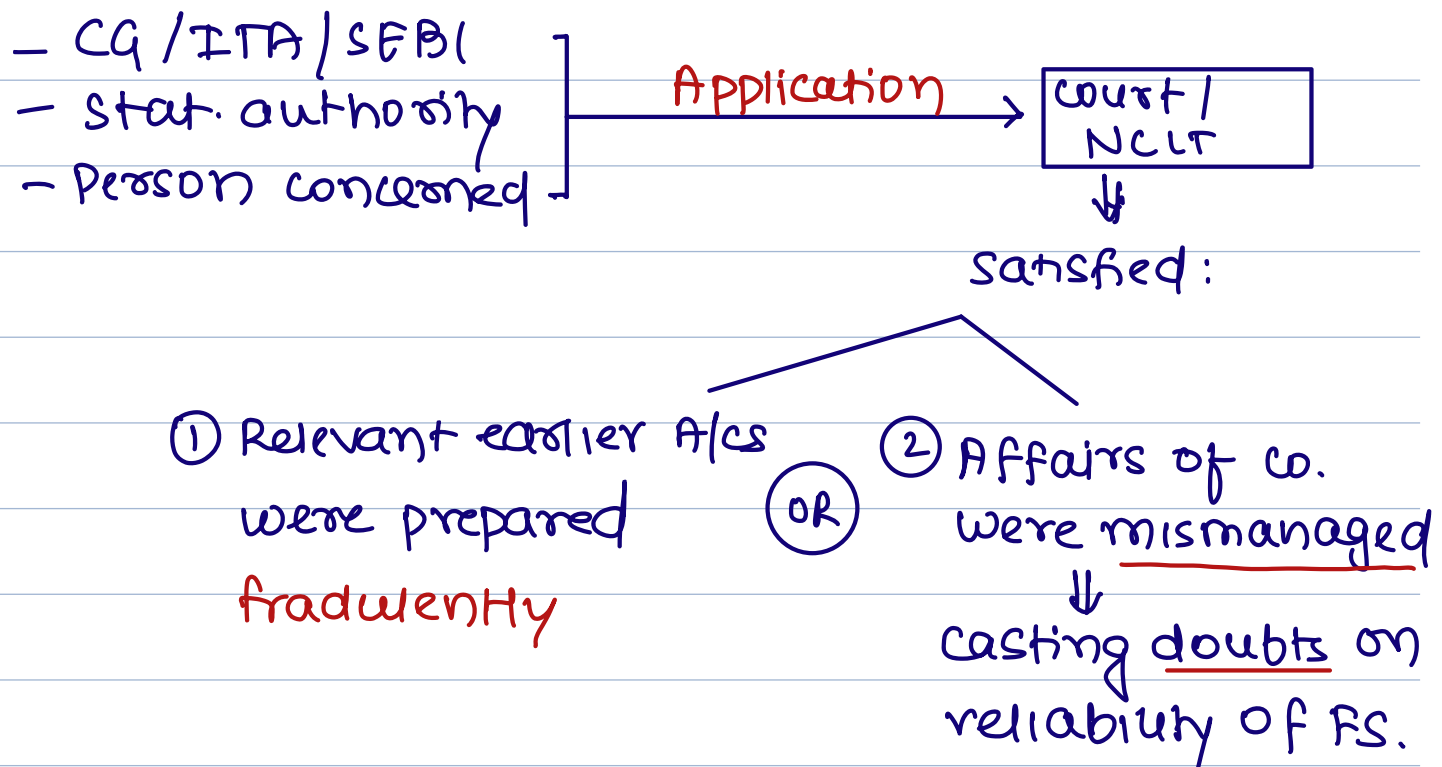 - CG / ITA / SEBI
- Stat. authority
- Person concerned
Application
court /
NCLT
satisfied :
① Relevant earlier A/cs
were prepared
fradulently
OR
② Affairs of co.
were mismanaged
casting doubts on
reliability of FS.